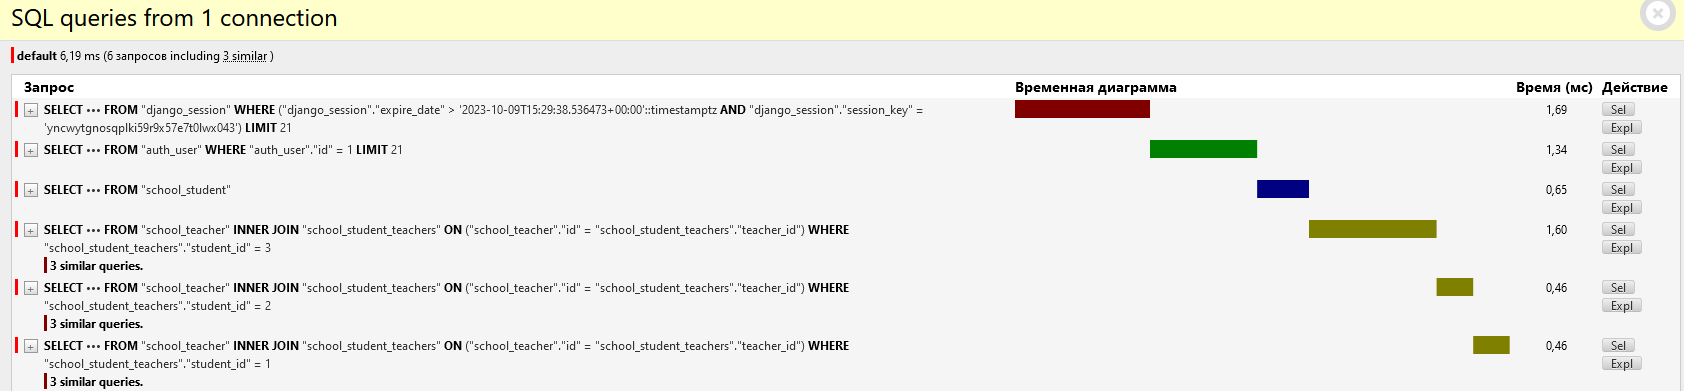 SQL queries from 1 connection
default 6,19 ms (6 запросов including 3 similar )
Запрос Временная диаграмма Время (мс) Действие
+ SELECT ••• FROM "django_session" WHERE ("django_session"."expire_date" > '2023-10-09T15:29:38.536473+00:00'::timestamptz AND "django_session"."session_key" = 1,69 Sel
'yncwytgnosqplki59r9x57e7t0lwx043') LIMIT 21 Expl
+ SELECT ••• FROM "auth_user" WHERE "auth_user"."id" = 1 LIMIT 21 1,34 Sel
Expl
+ SELECT ••• FROM "school_student" 0,65 Sel
Expl
+ SELECT ••• FROM "school_teacher" INNER JOIN "school_student_teachers" ON ("school_teacher"."id" = "school_student_teachers"."teacher_id") WHERE 1,60 Sel
"school_student_teachers"."student_id" = 3 Expl
3 similar queries.
+ SELECT ••• FROM "school_teacher" INNER JOIN "school_student_teachers" ON ("school_teacher"."id" = "school_student_teachers"."teacher_id") WHERE 0,46 Sel
"school_student_teachers"."student_id" = 2 Expl
3 similar queries.
+ SELECT ••• FROM "school_teacher" INNER JOIN "school_student_teachers" ON ("school_teacher"."id" = "school_student_teachers"."teacher_id") WHERE 0,46 Sel
"school_student_teachers"."student_id" = 1 Expl
3 similar queries.